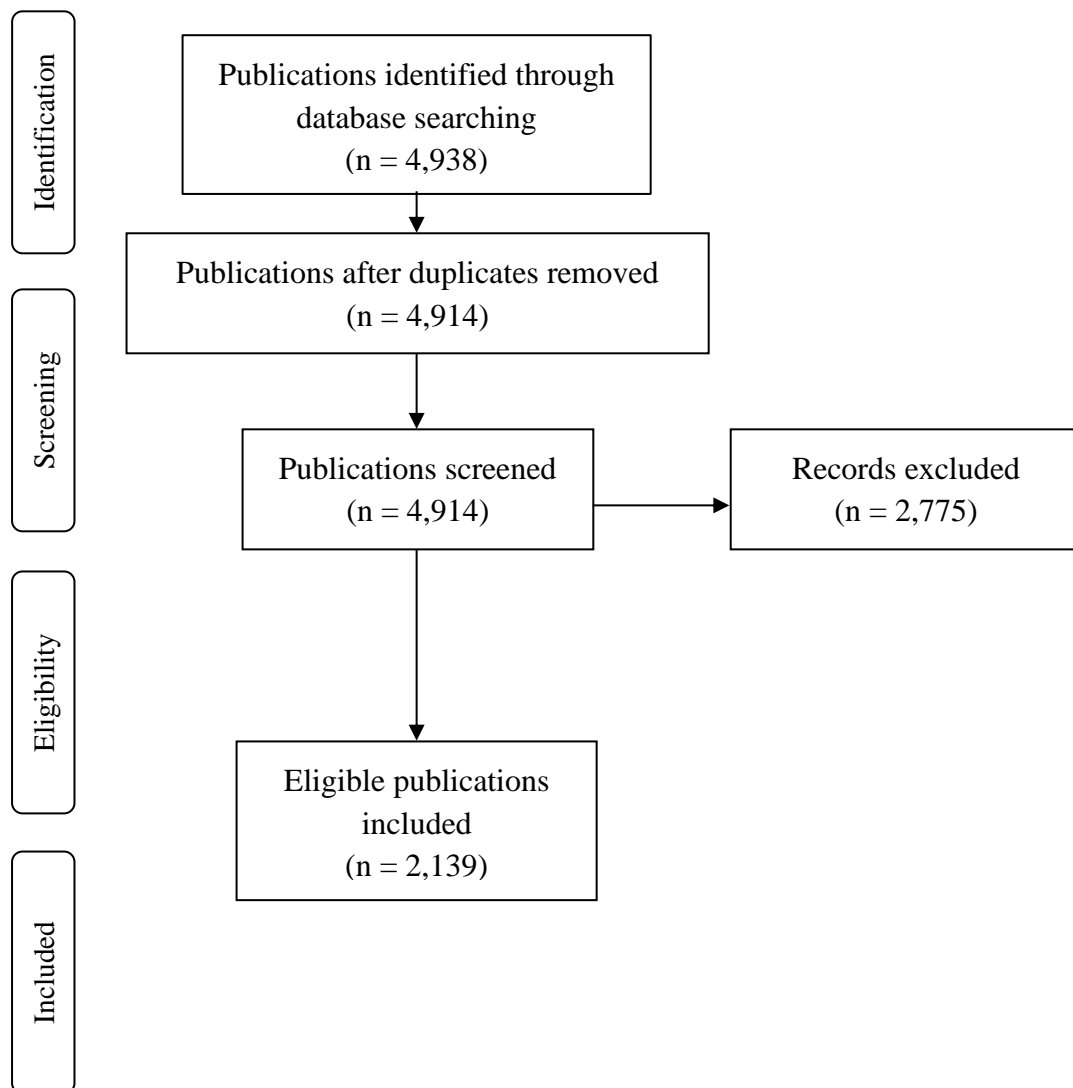 Identification
Publications identified through
database searching
(n = 4,938)
Publications after duplicates removed
(n = 4,914)
Screening
Publications screened
(n = 4,914)
Records excluded
(n = 2,775)
Eligibility
Eligible publications
included
(n = 2,139)
Included